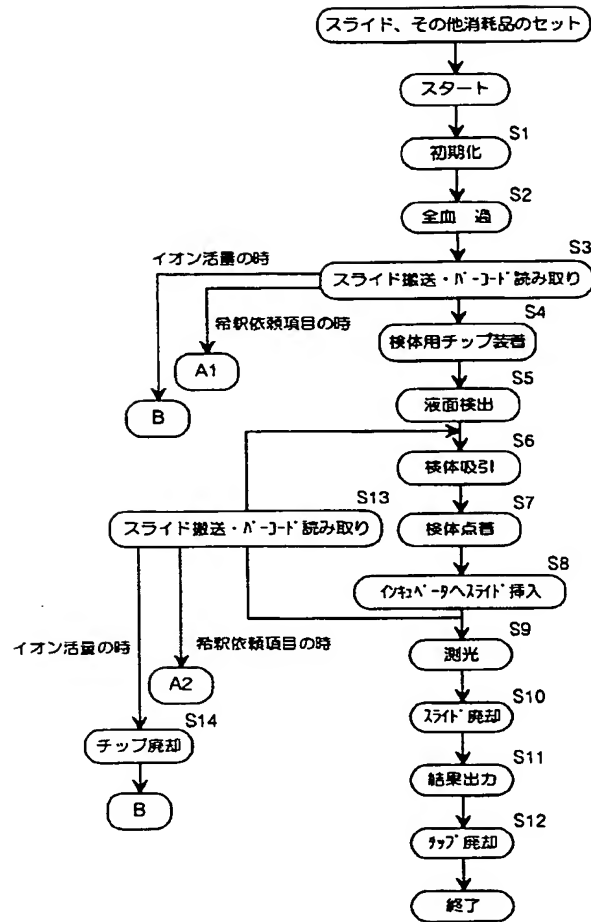 スライド、その他消耗品のセット
スタート
S1
初期化
S2
全血 過
S3
イオン活量の時
スライド搬送・バーコード読み取り
希釈依頼項目の時
S4
A1
検体用チップ装着
B
S5
液面検出
S6
検体吸引
S13
S7
スライド搬送・バーコード読み取り
検体点着
S8
インキュベータへスライド挿入
S9
イオン活量の時
希釈依頼項目の時
測光
A2
S10
S14
スライド廃却
チップ廃却
S11
B
結果出力
S12
チップ廃却
終了